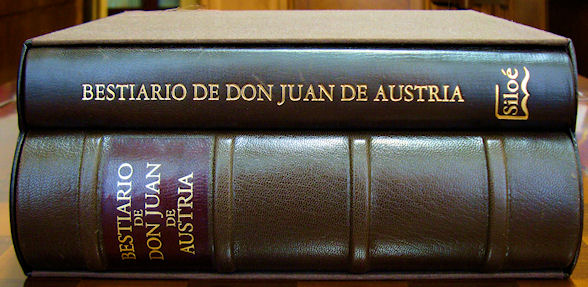 BESTIARIO DE DON JUAN DE AUSTRIA
Siloé
BESTIARIO
DE
DON JUAN
DE
AUSTRIA